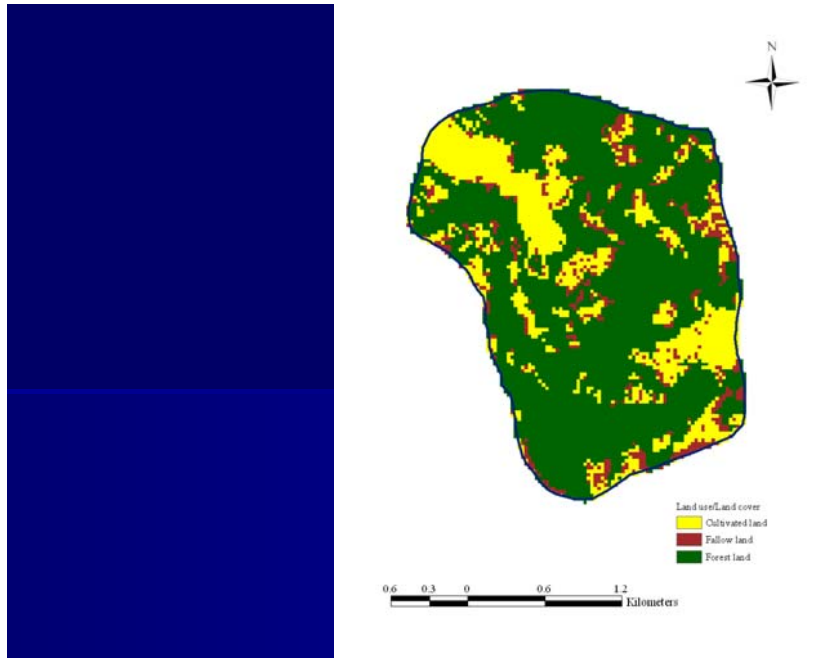 N
Land use/Land cover
Cultivated land
Fallow land
Forest land
0.6 0.3 0 0.6 1.2
Kilometers